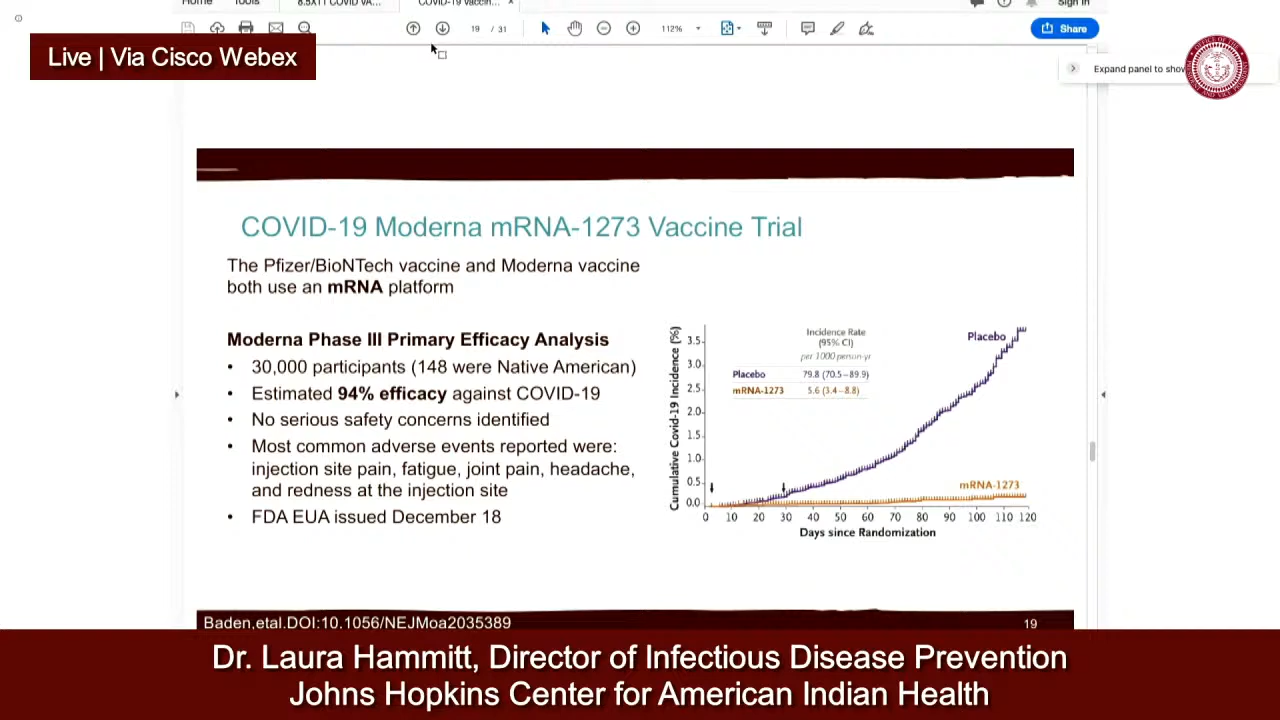 Home
Tools
COVID-19 Vaccin...
Sign In
19 / 31
112%
Share
Live | Via Cisco Webex
Expand panel to show
COVID-19 Moderna mRNA-1273 Vaccine Trial
The Pfizer/BioNTech vaccine and Moderna vaccine
both use an mRNA platform
Moderna Phase III Primary Efficacy Analysis
• 30,000 participants (148 were Native American)
• Estimated 94% efficacy against COVID-19
• No serious safety concerns identified
• Most common adverse events reported were:
injection site pain, fatigue, joint pain, headache,
and redness at the injection site
• FDA EUA issued December 18
Cumulative Covid-19 Incidence (%)
3.5
3.0
2.5
2.0
1.5
1.0
0.5
0.0
Incidence Rate
(95% CI)
per 1000 person-yr
Placebo 79.8 (70.5–89.9)
mRNA-1273 5.6 (3.4–8.8)
Placebo
mRNA-1273
0 10 20 30 40 50 60 70 80 90 100 110 120
Days since Randomization
Baden,etal.DOI:10.1056/NEJMoa2035389
19
Dr. Laura Hammitt, Director of Infectious Disease Prevention
Johns Hopkins Center for American Indian Health